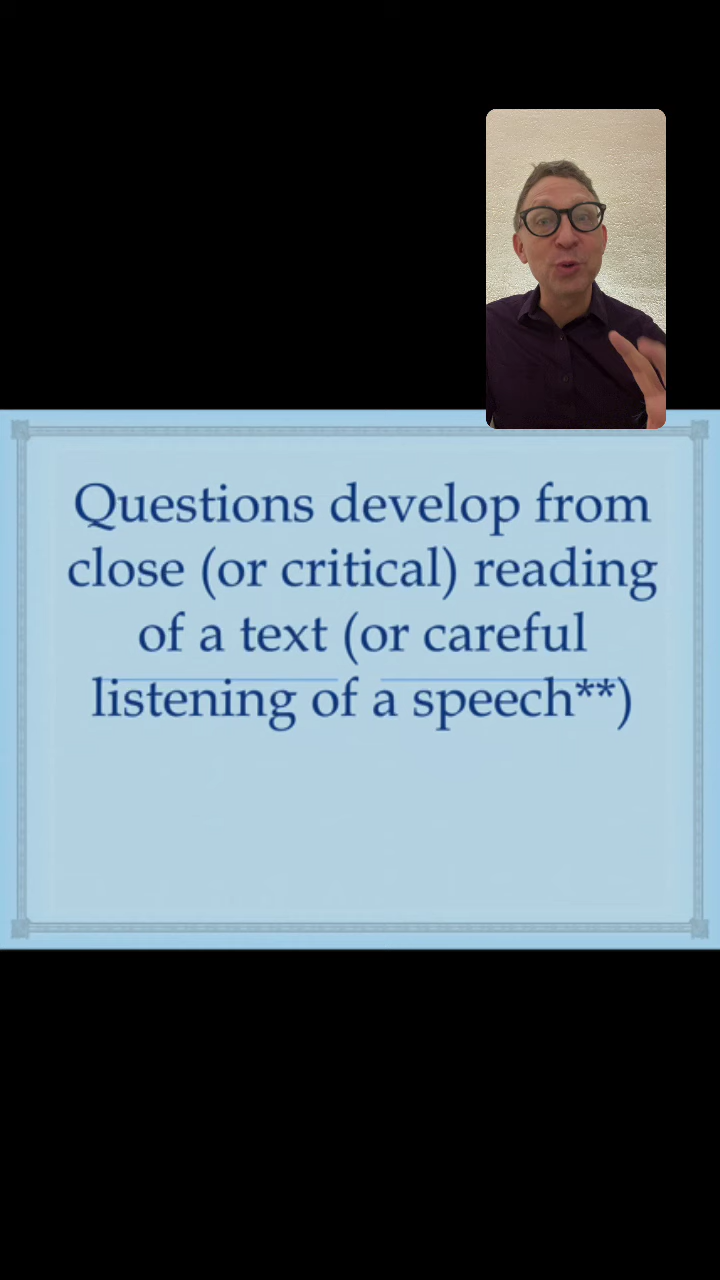 Questions develop from
close (or critical) reading
of a text (or careful
listening of a speech**)